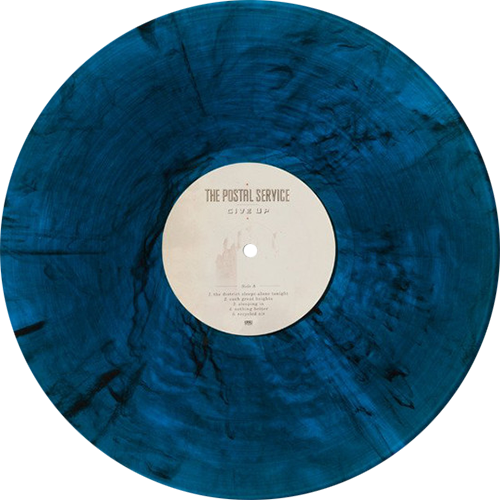 THE POSTAL SERVICE
GIVE UP
Side A
1. the district sleeps alone tonight
2. such great heights
3. sleeping in
4. nothing better
5. recycled air